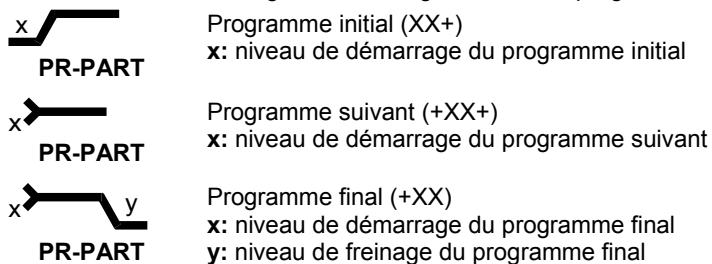 x
PR-PART
Programme initial (XX+)
x: niveau de démarrage du programme initial
x
PR-PART
Programme suivant (+XX+)
x: niveau de démarrage du programme suivant
x
y
PR-PART
Programme final (+XX)
x: niveau de démarrage du programme final
y: niveau de freinage du programme final